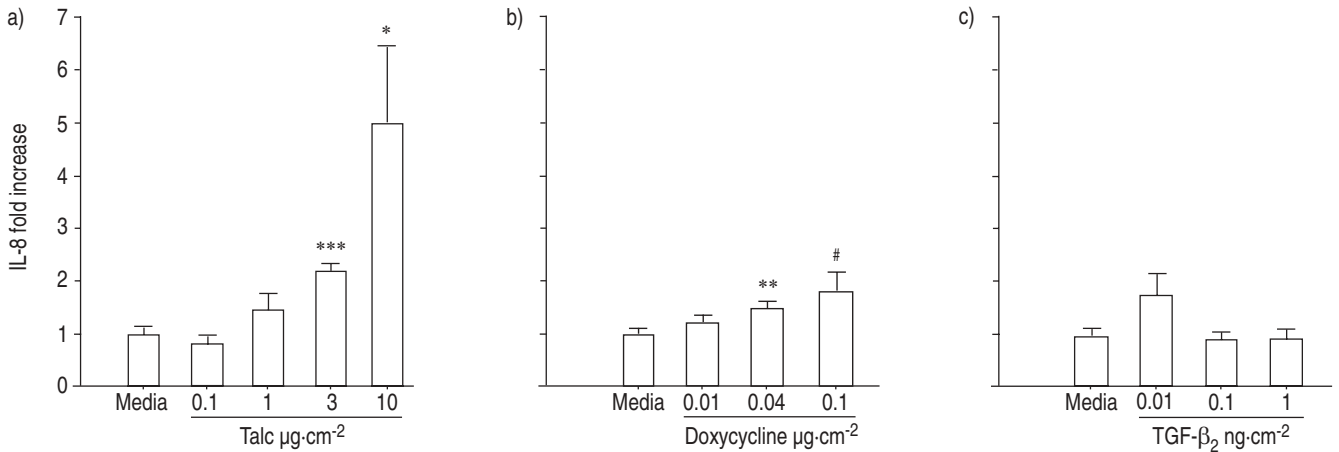 a)
IL-8 fold increase
7
6
5
4
3
2
1
0
*
***
Media 0.1 1 3 10
Talc µg·cm-2
b)
**
#
Media 0.01 0.04 0.1
Doxycycline µg·cm-2
c)
Media 0.01 0.1 1
TGF-β2 ng·cm-2